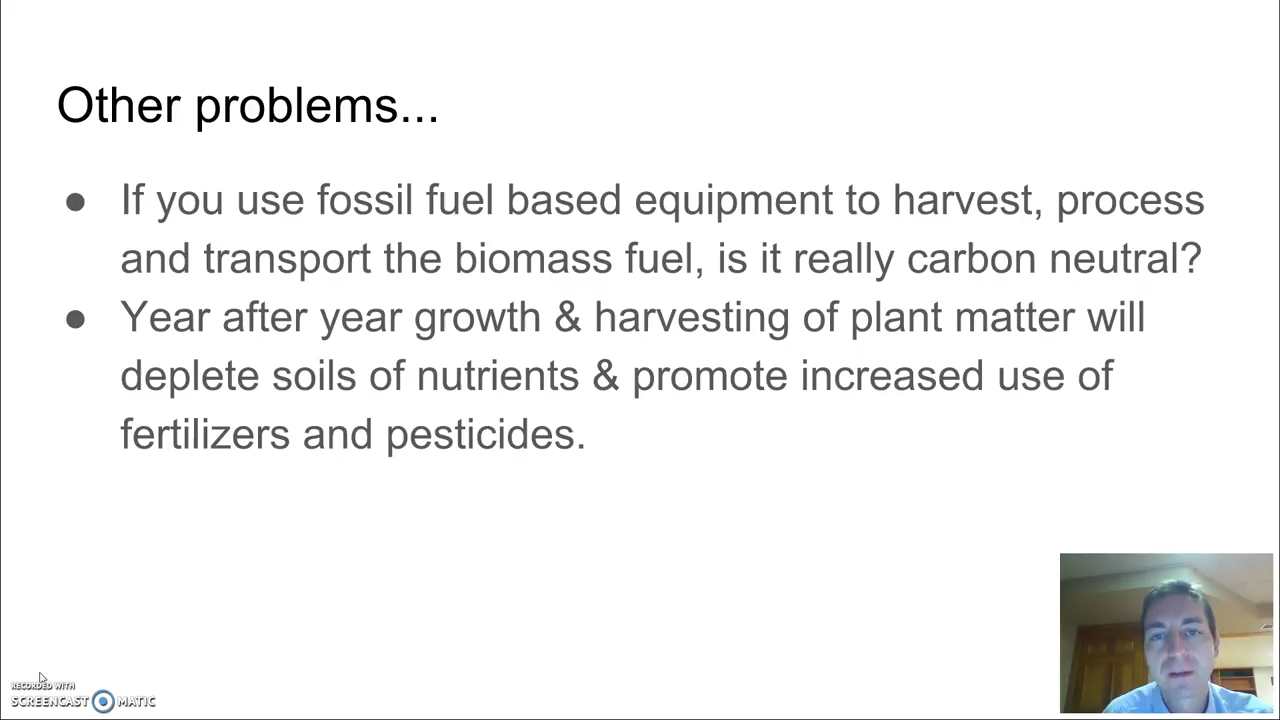 Other problems...
● If you use fossil fuel based equipment to harvest, process
and transport the biomass fuel, is it really carbon neutral?
● Year after year growth & harvesting of plant matter will
deplete soils of nutrients & promote increased use of
fertilizers and pesticides.
RECORDED WITH
SCREENCAST MATIC